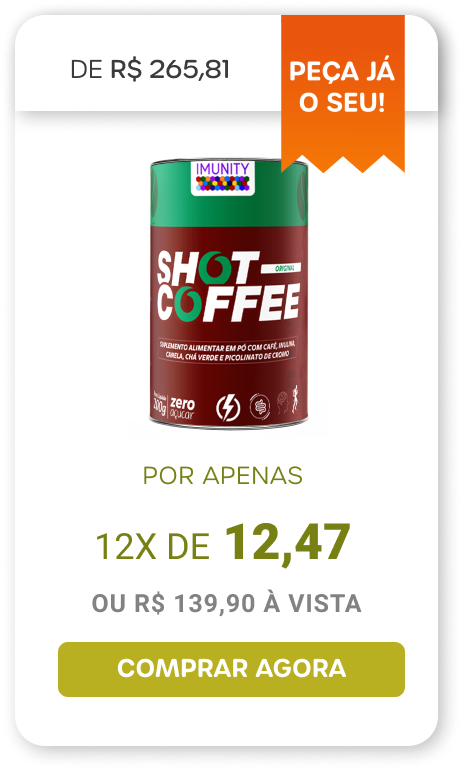 DE R$ 265,81
PEÇA JÁ
O SEU!
IMUNITY
SHOT
ORIGINAL
COFFEE
SUPLEMENTO ALIMENTAR EM PÓ COM CAFÉ, INULINA,
CANELA, CHÁ VERDE E PICOLINATO DE CROMO
200g
zero
açúcar
POR APENAS
12X DE 12,47
OU R$ 139,90 À VISTA
COMPRAR AGORA